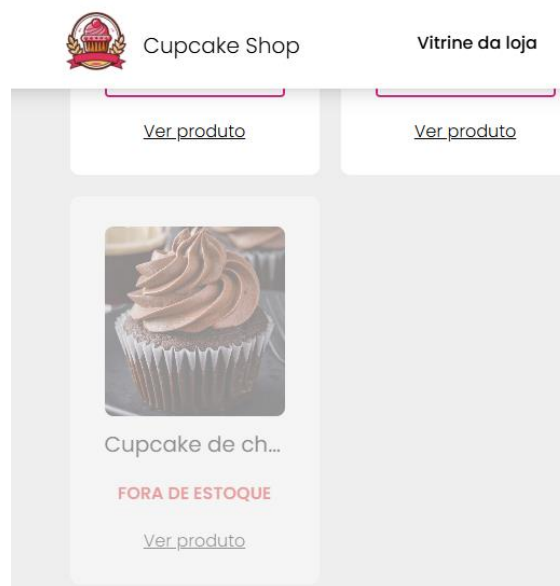 Cupcake Shop
Vitrine da loja
Ver produto
Ver produto
Cupcake de ch...
FORA DE ESTOQUE
Ver produto